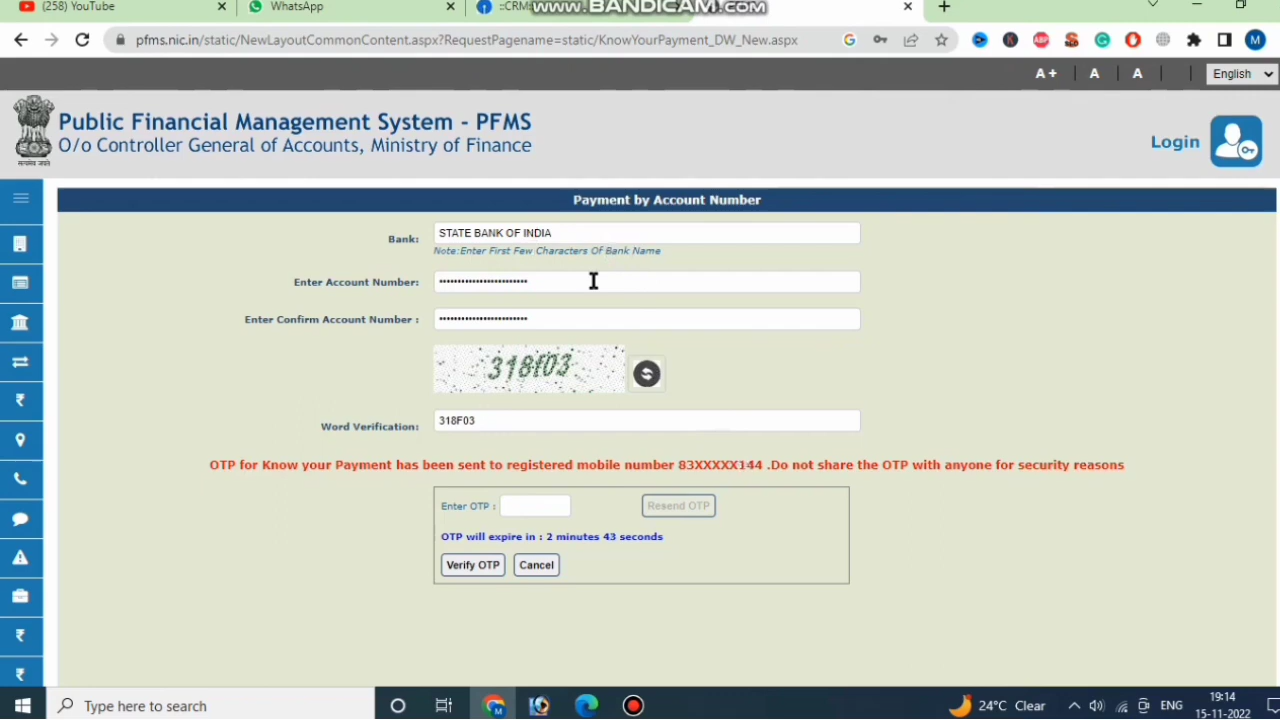 (258) YouTube
WhatsApp
::CRMS
www.BANDICAM.com
pfms.nic.in/static/NewLayoutCommonContent.aspx?RequestPagename=static/KnowYourPayment_DW_New.aspx
A+ A A English
Public Financial Management System - PFMS
O/o Controller General of Accounts, Ministry of Finance
सत्यमेव जयते
Login
Payment by Account Number
Bank: STATE BANK OF INDIA
Note:Enter First Few Characters Of Bank Name
Enter Account Number:
Enter Confirm Account Number :
318f03
Word Verification: 318F03
OTP for Know your Payment has been sent to registered mobile number 83XXXXX144 .Do not share the OTP with anyone for security reasons
Enter OTP : Resend OTP
OTP will expire in : 2 minutes 43 seconds
Verify OTP Cancel
Type here to search
24°C Clear
ENG
19:14
15-11-2022